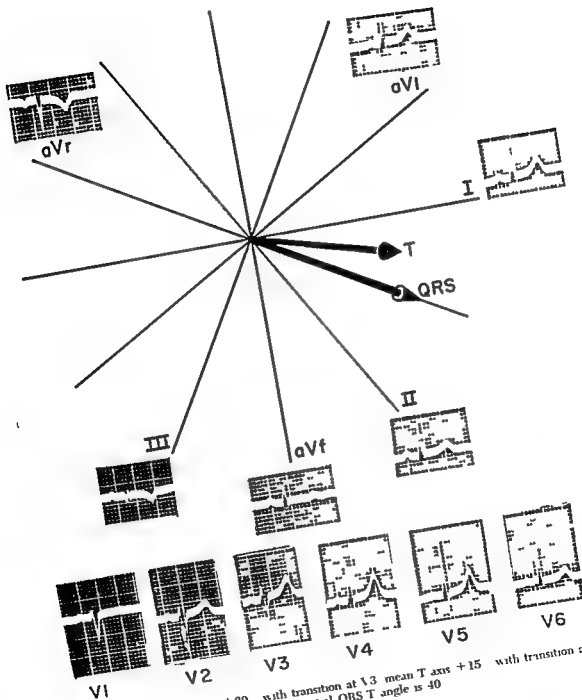 aVl
aVr
I
T
QRS
II
III
aVf
V1
V2
V3
V4
V5
V6
with transition at V3 mean T axis +15 with transition
QRS T angle is 40